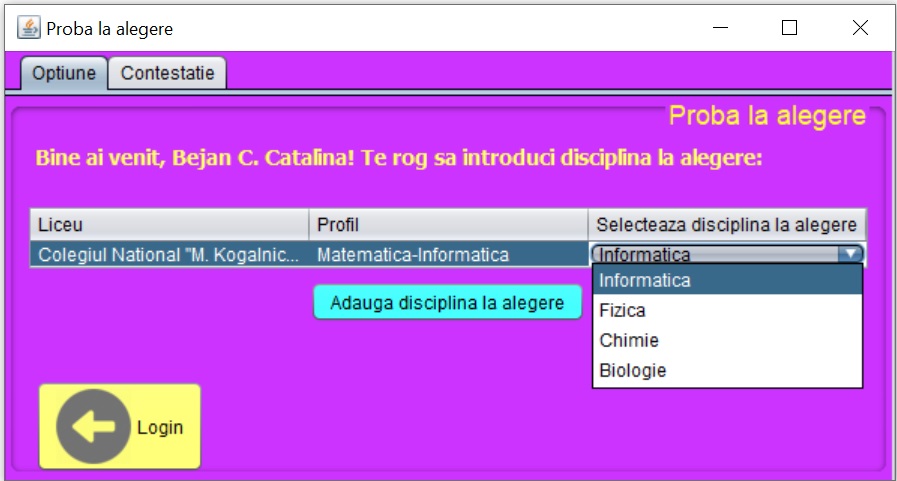 Proba la alegere
Optiune Contestatie
Proba la alegere
Bine ai venit, Bejan C. Catalina! Te rog sa introduci disciplina la alegere:
Liceu Profil Selecteaza disciplina la alegere
Colegiul National "M. Kogalnic... Matematica-Informatica Informatica
Informatica
Adauga disciplina la alegere Fizica
Chimie
Biologie
Login